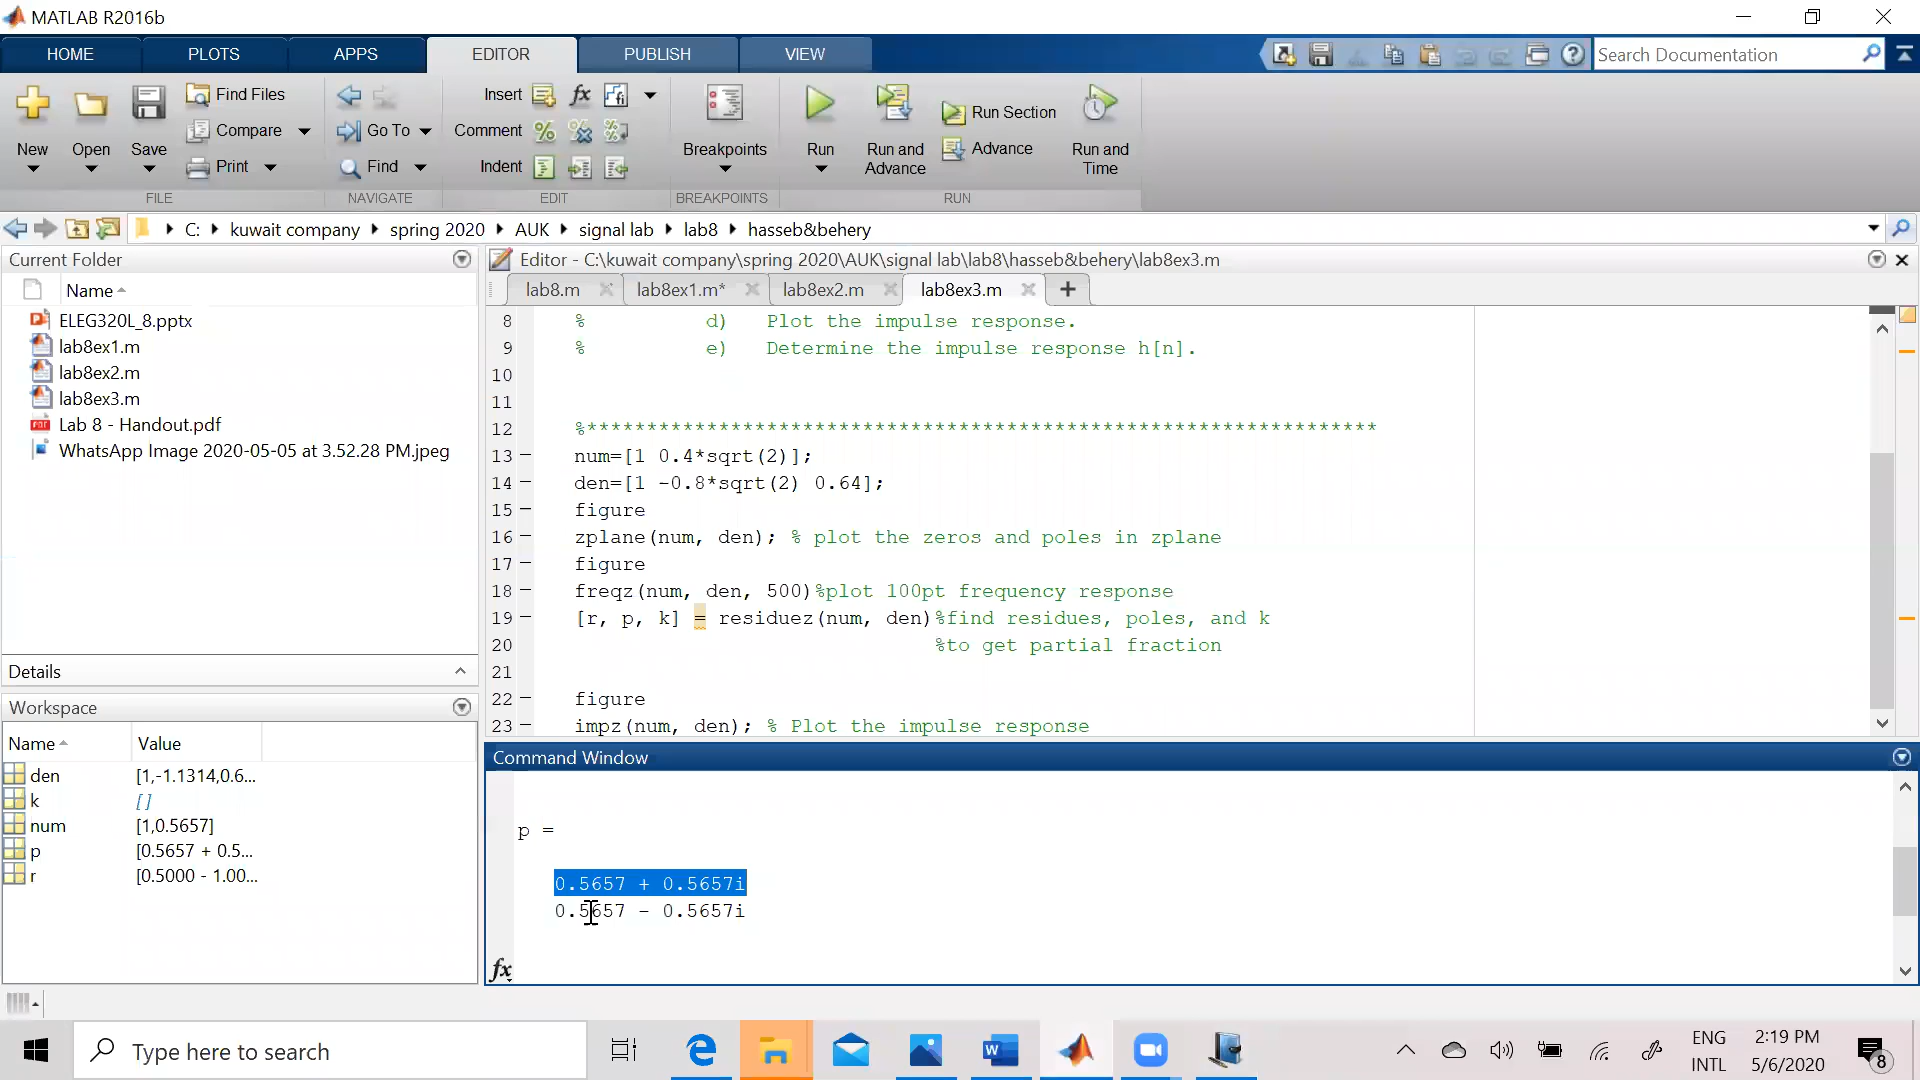 MATLAB R2016b
HOME PLOTS APPS EDITOR PUBLISH VIEW
Search Documentation
New Open Save
Find Files
Compare
Print
FILE
Go To
Find
NAVIGATE
Insert
Comment
Indent
EDIT
Breakpoints
BREAKPOINTS
Run
Run and Advance
Run Section
Advance
Run and Time
RUN
C: kuwait company spring 2020 AUK signal lab lab8 hasseb&behery
Current Folder
Name
ELEG320L_8.pptx
lab8ex1.m
lab8ex2.m
lab8ex3.m
Lab 8 - Handout.pdf
WhatsApp Image 2020-05-05 at 3.52.28 PM.jpeg
Details
Workspace
Name Value
den [1,-1.1314,0.6...
k []
num [1,0.5657]
p [0.5657 + 0.5...
r [0.5000 - 1.00...
Editor - C:\kuwait company\spring 2020\AUK\signal lab\lab8\hasseb&behery\lab8ex3.m
lab8.m lab8ex1.m* lab8ex2.m lab8ex3.m
8 % d) Plot the impulse response.
9 % e) Determine the impulse response h[n].
10
11
12 %******************************************************************
13 num=[1 0.4*sqrt(2)];
14 den=[1 -0.8*sqrt(2) 0.64];
15 figure
16 zplane(num, den); % plot the zeros and poles in zplane
17 figure
18 freqz(num, den, 500)%plot 100pt frequency response
19 [r, p, k] = residuez(num, den)%find residues, poles, and k
20 %to get partial fraction
21
22 figure
23 impz(num, den); % Plot the impulse response
Command Window
p =
0.5657 + 0.5657i
0.5657 - 0.5657i
fx
Type here to search
ENG
INTL
2:19 PM
5/6/2020
8